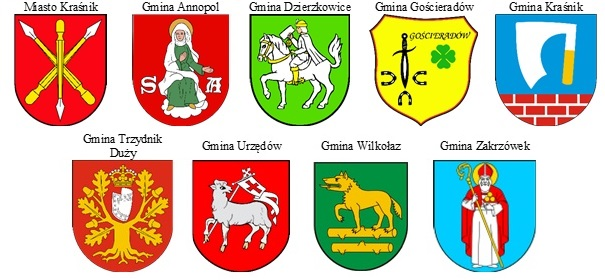 Miasto Kraśnik
Gmina Annopol
Gmina Dzierzkowice
Gmina Gościeradów
Gmina Kraśnik
S A
GOŚCIERADÓW
Gmina Trzydnik
Duży
Gmina Urzędów
Gmina Wilkołaz
Gmina Zakrzówek